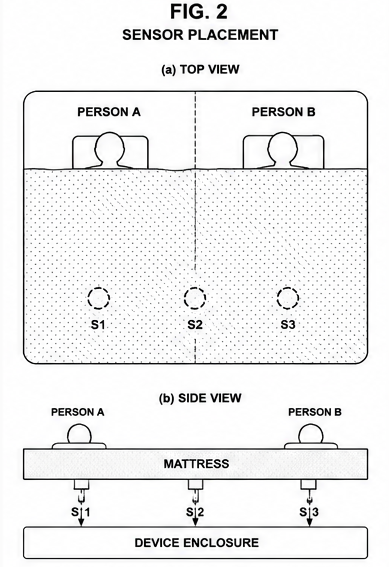 FIG. 2
SENSOR PLACEMENT
(a) TOP VIEW
PERSON A PERSON B
S1 S2 S3
(b) SIDE VIEW
PERSON A PERSON B
MATTRESS
S1 S2 S3
DEVICE ENCLOSURE